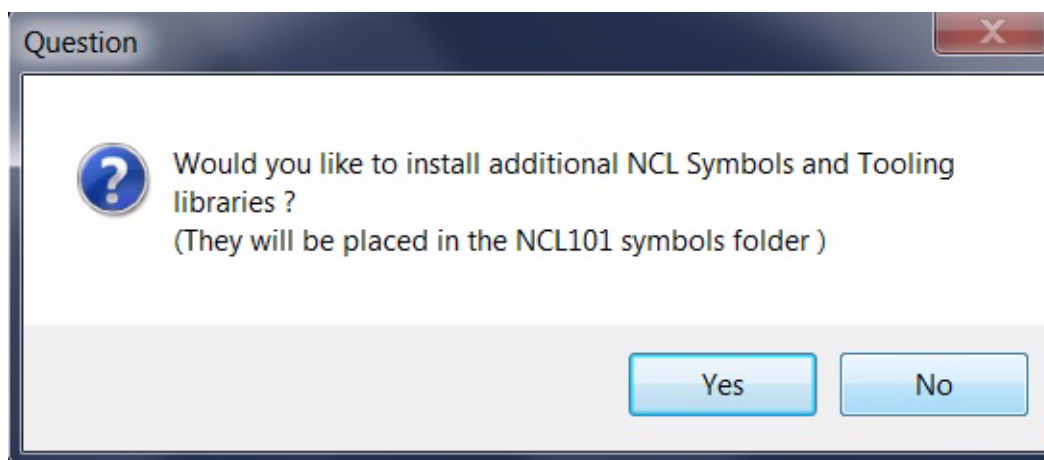 Question
X
Would you like to install additional NCL Symbols and Tooling
libraries ?
(They will be placed in the NCL101 symbols folder )
Yes
No